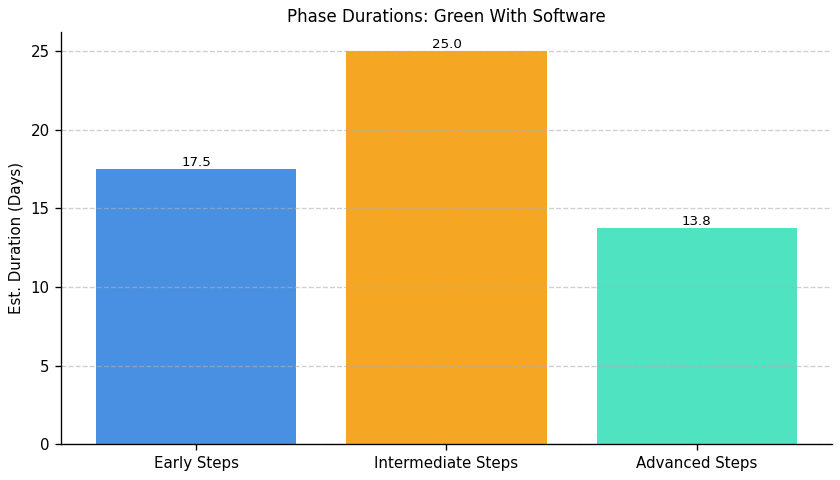 Phase Durations: Green With Software
Est. Duration (Days)
25
20
15
10
5
0
17.5
25.0
13.8
Early Steps
Intermediate Steps
Advanced Steps